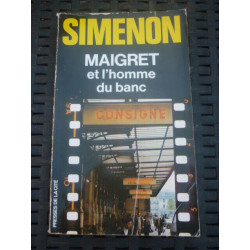 SIMENON
MAIGRET
et l'homme
du banc
CONSIGNE
PRESSES DE LA CITÉ